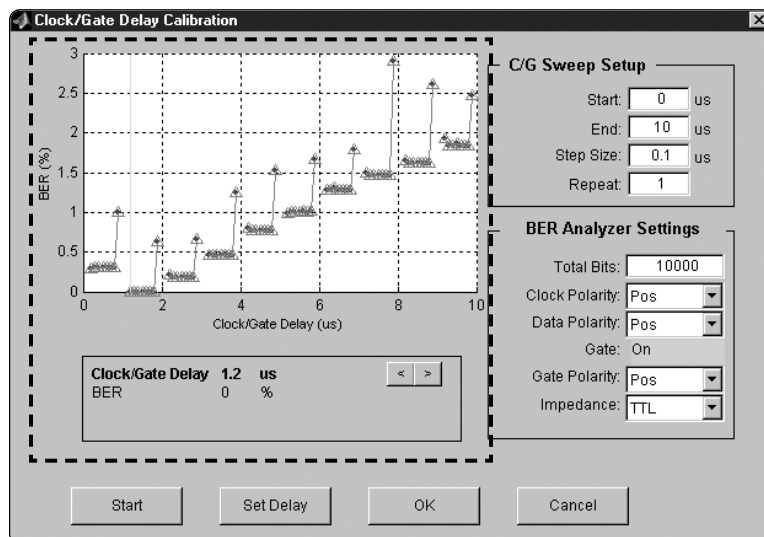 Clock/Gate Delay Calibration
3
2.5
2
1.5
1
0.5
0
BER (%)
0 2 4 6 8 10
Clock/Gate Delay (us)
Clock/Gate Delay 1.2 us < >
BER 0 %
C/G Sweep Setup
Start: 0 us
End: 10 us
Step Size: 0.1 us
Repeat: 1
BER Analyzer Settings
Total Bits: 10000
Clock Polarity: Pos
Data Polarity: Pos
Gate: On
Gate Polarity: Pos
Impedance: TTL
Start Set Delay OK Cancel